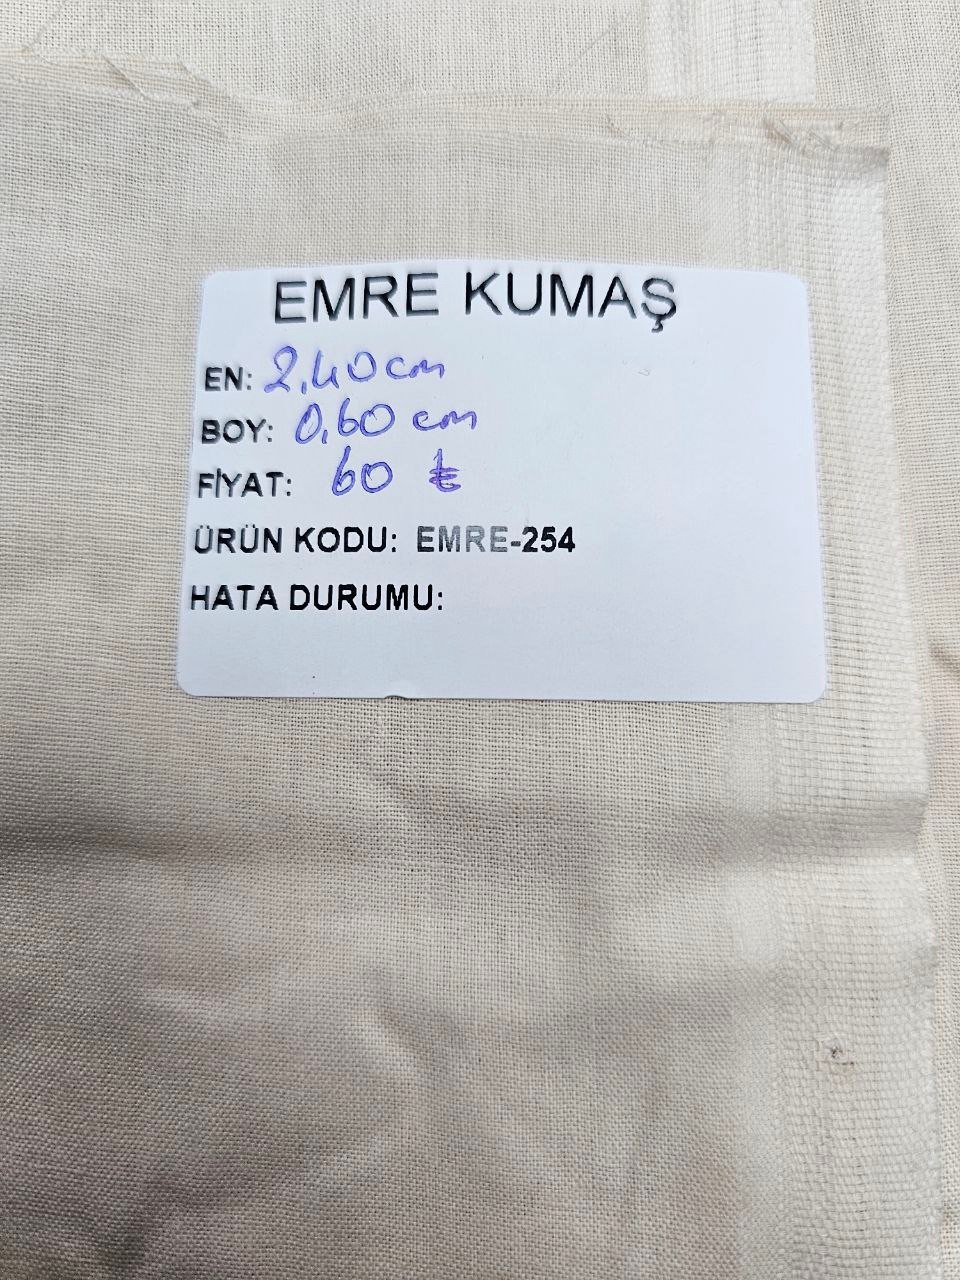 EMRE KUMAŞ
EN: 2.40 cm
BOY: 0,60 cm
FİYAT: 60 ₺
ÜRÜN KODU: EMRE-254
HATA DURUMU: